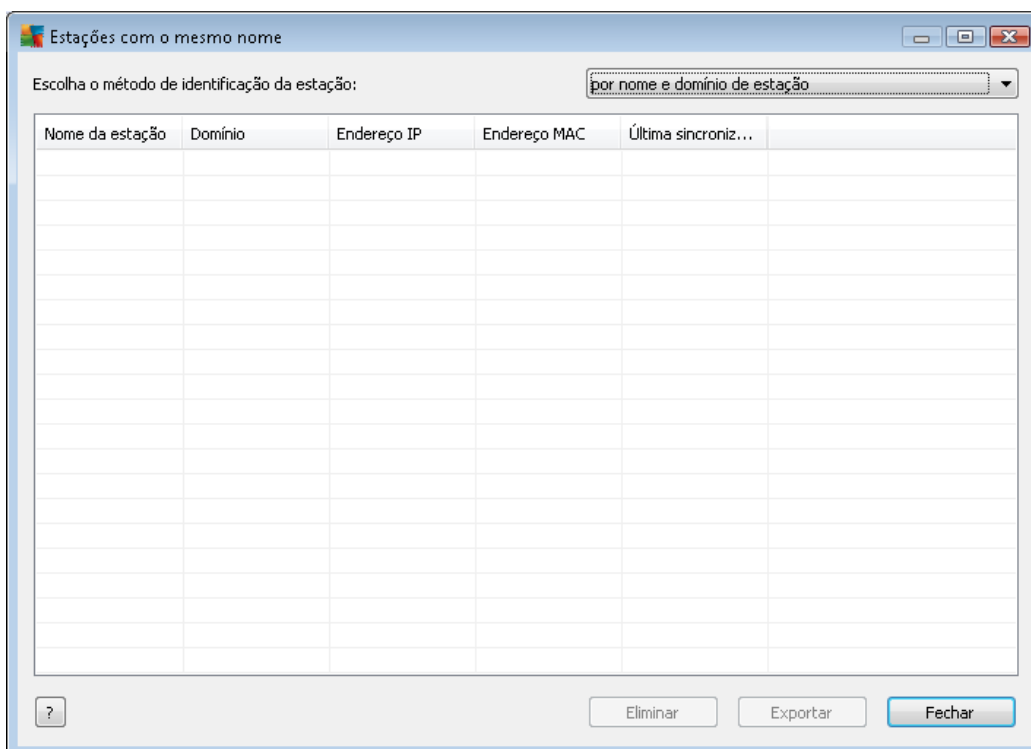 Estações com o mesmo nome
Escolha o método de identificação da estação: por nome e domínio de estação
Nome da estação Domínio Endereço IP Endereço MAC Última sincroniz...
? Eliminar Exportar Fechar